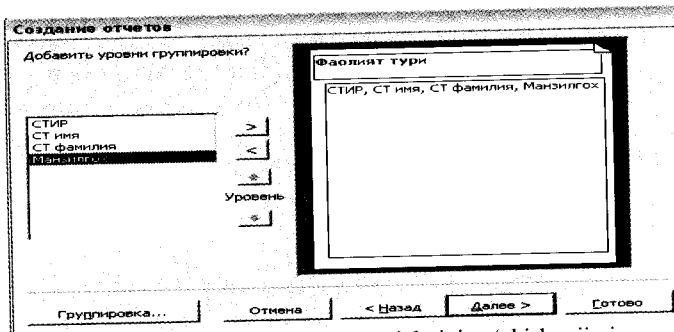 Создание отчетов
Добавить уровни группировки?
СТИР
СТ имя
СТ фамилия
Манзилгох
>
<
Уровень
Фаолият тури
СТИР, СТ имя, СТ фамилия, Манзилгох
Группировка...
Отмена
< Назад
Далее >
Готово